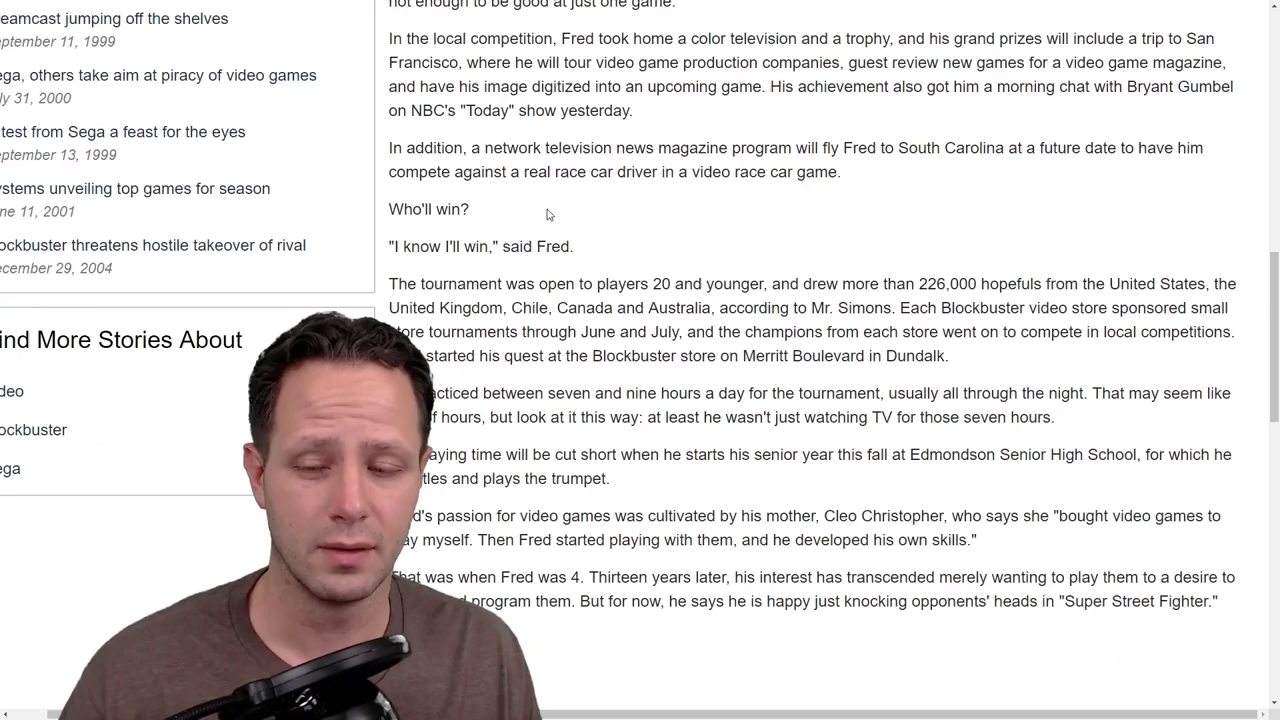 reamcast jumping off the shelves
eptember 11, 1999
ega, others take aim at piracy of video games
ly 31, 2000
test from Sega a feast for the eyes
eptember 13, 1999
ystems unveiling top games for season
ne 11, 2001
ockbuster threatens hostile takeover of rival
ecember 29, 2004
ind More Stories About
deo
ockbuster
ega
not enough to be good at just one game.
In the local competition, Fred took home a color television and a trophy, and his grand prizes will include a trip to San
Francisco, where he will tour video game production companies, guest review new games for a video game magazine,
and have his image digitized into an upcoming game. His achievement also got him a morning chat with Bryant Gumbel
on NBC's "Today" show yesterday.
In addition, a network television news magazine program will fly Fred to South Carolina at a future date to have him
compete against a real race car driver in a video race car game.
Who'll win?
"I know I'll win," said Fred.
The tournament was open to players 20 and younger, and drew more than 226,000 hopefuls from the United States, the
United Kingdom, Chile, Canada and Australia, according to Mr. Simons. Each Blockbuster video store sponsored small
tore tournaments through June and July, and the champions from each store went on to compete in local competitions.
started his quest at the Blockbuster store on Merritt Boulevard in Dundalk.
acticed between seven and nine hours a day for the tournament, usually all through the night. That may seem like
f hours, but look at it this way: at least he wasn't just watching TV for those seven hours.
aying time will be cut short when he starts his senior year this fall at Edmondson Senior High School, for which he
tles and plays the trumpet.
d's passion for video games was cultivated by his mother, Cleo Christopher, who says she "bought video games to
ay myself. Then Fred started playing with them, and he developed his own skills."
That was when Fred was 4. Thirteen years later, his interest has transcended merely wanting to play them to a desire to
program them. But for now, he says he is happy just knocking opponents' heads in "Super Street Fighter."